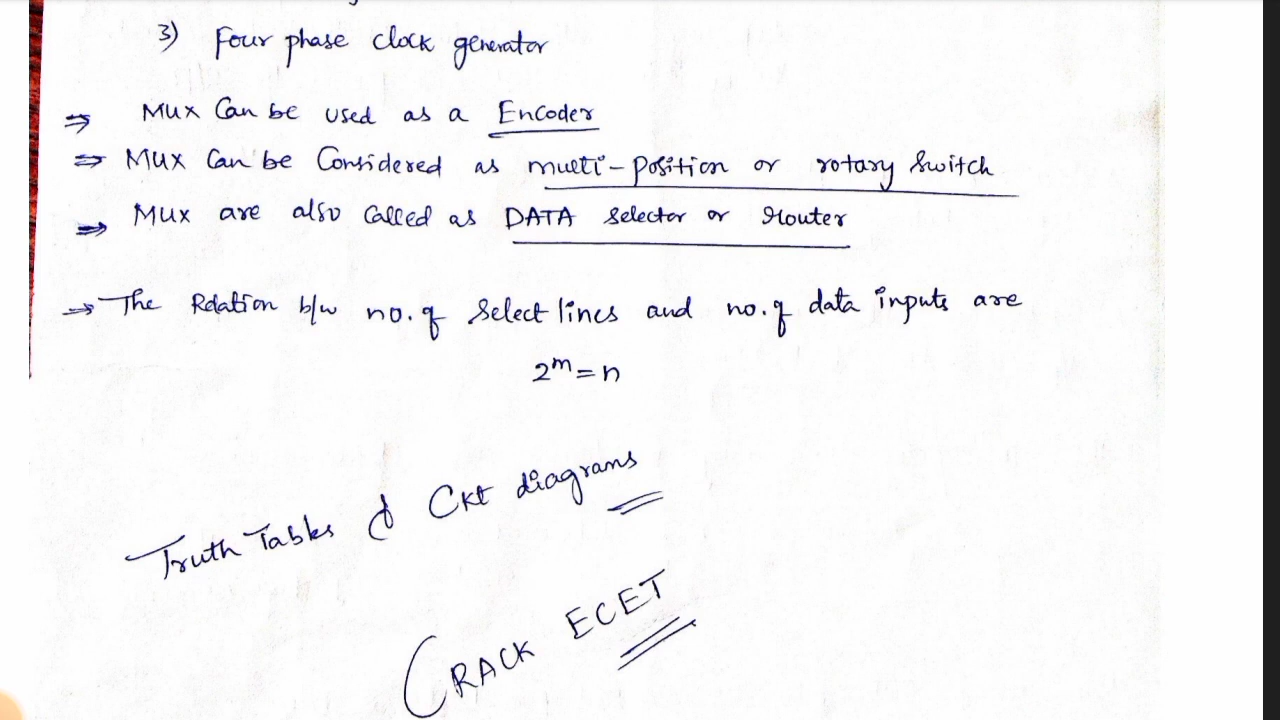 3) Four phase clock generator
⇒ MUX Can be used as a Encoder
⇒ MUX Can be Considered as multi-position or rotary switch
⇒ MUX are also called as DATA selector or router
→ The Relation b/w no. of Select lines and no. of data inputs are
2^m = n
Truth Tables & Ckt diagrams
CRACK ECET